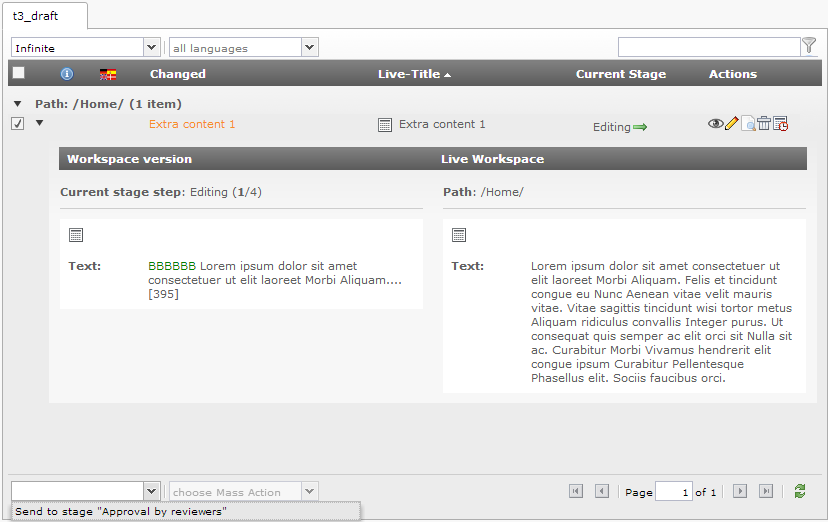 t3_draft
Infinite all languages
Changed Live-Title Current Stage Actions
Path: /Home/ (1 item)
Extra content 1 Extra content 1 Editing
Workspace version Live Workspace
Current stage step: Editing (1/4) Path: /Home/
Text: BBBBBB Lorem ipsum dolor sit amet
consectetuer ut elit laoreet Morbi Aliquam....
[395]
Text: Lorem ipsum dolor sit amet consectetuer ut
elit laoreet Morbi Aliquam. Felis et tincidunt
congue eu Nunc Aenean vitae velit mauris
vitae. Vitae sagittis tincidunt wisi tortor metus
Aliquam ridiculus convallis Integer purus. Ut
consequat quis semper ac elit orci sit Nulla sit
ac. Curabitur Morbi Vivamus hendrerit elit
congue ipsum Curabitur Pellentesque
Phasellus elit. Sociis faucibus orci.
choose Mass Action Page 1 of 1
Send to stage "Approval by reviewers"